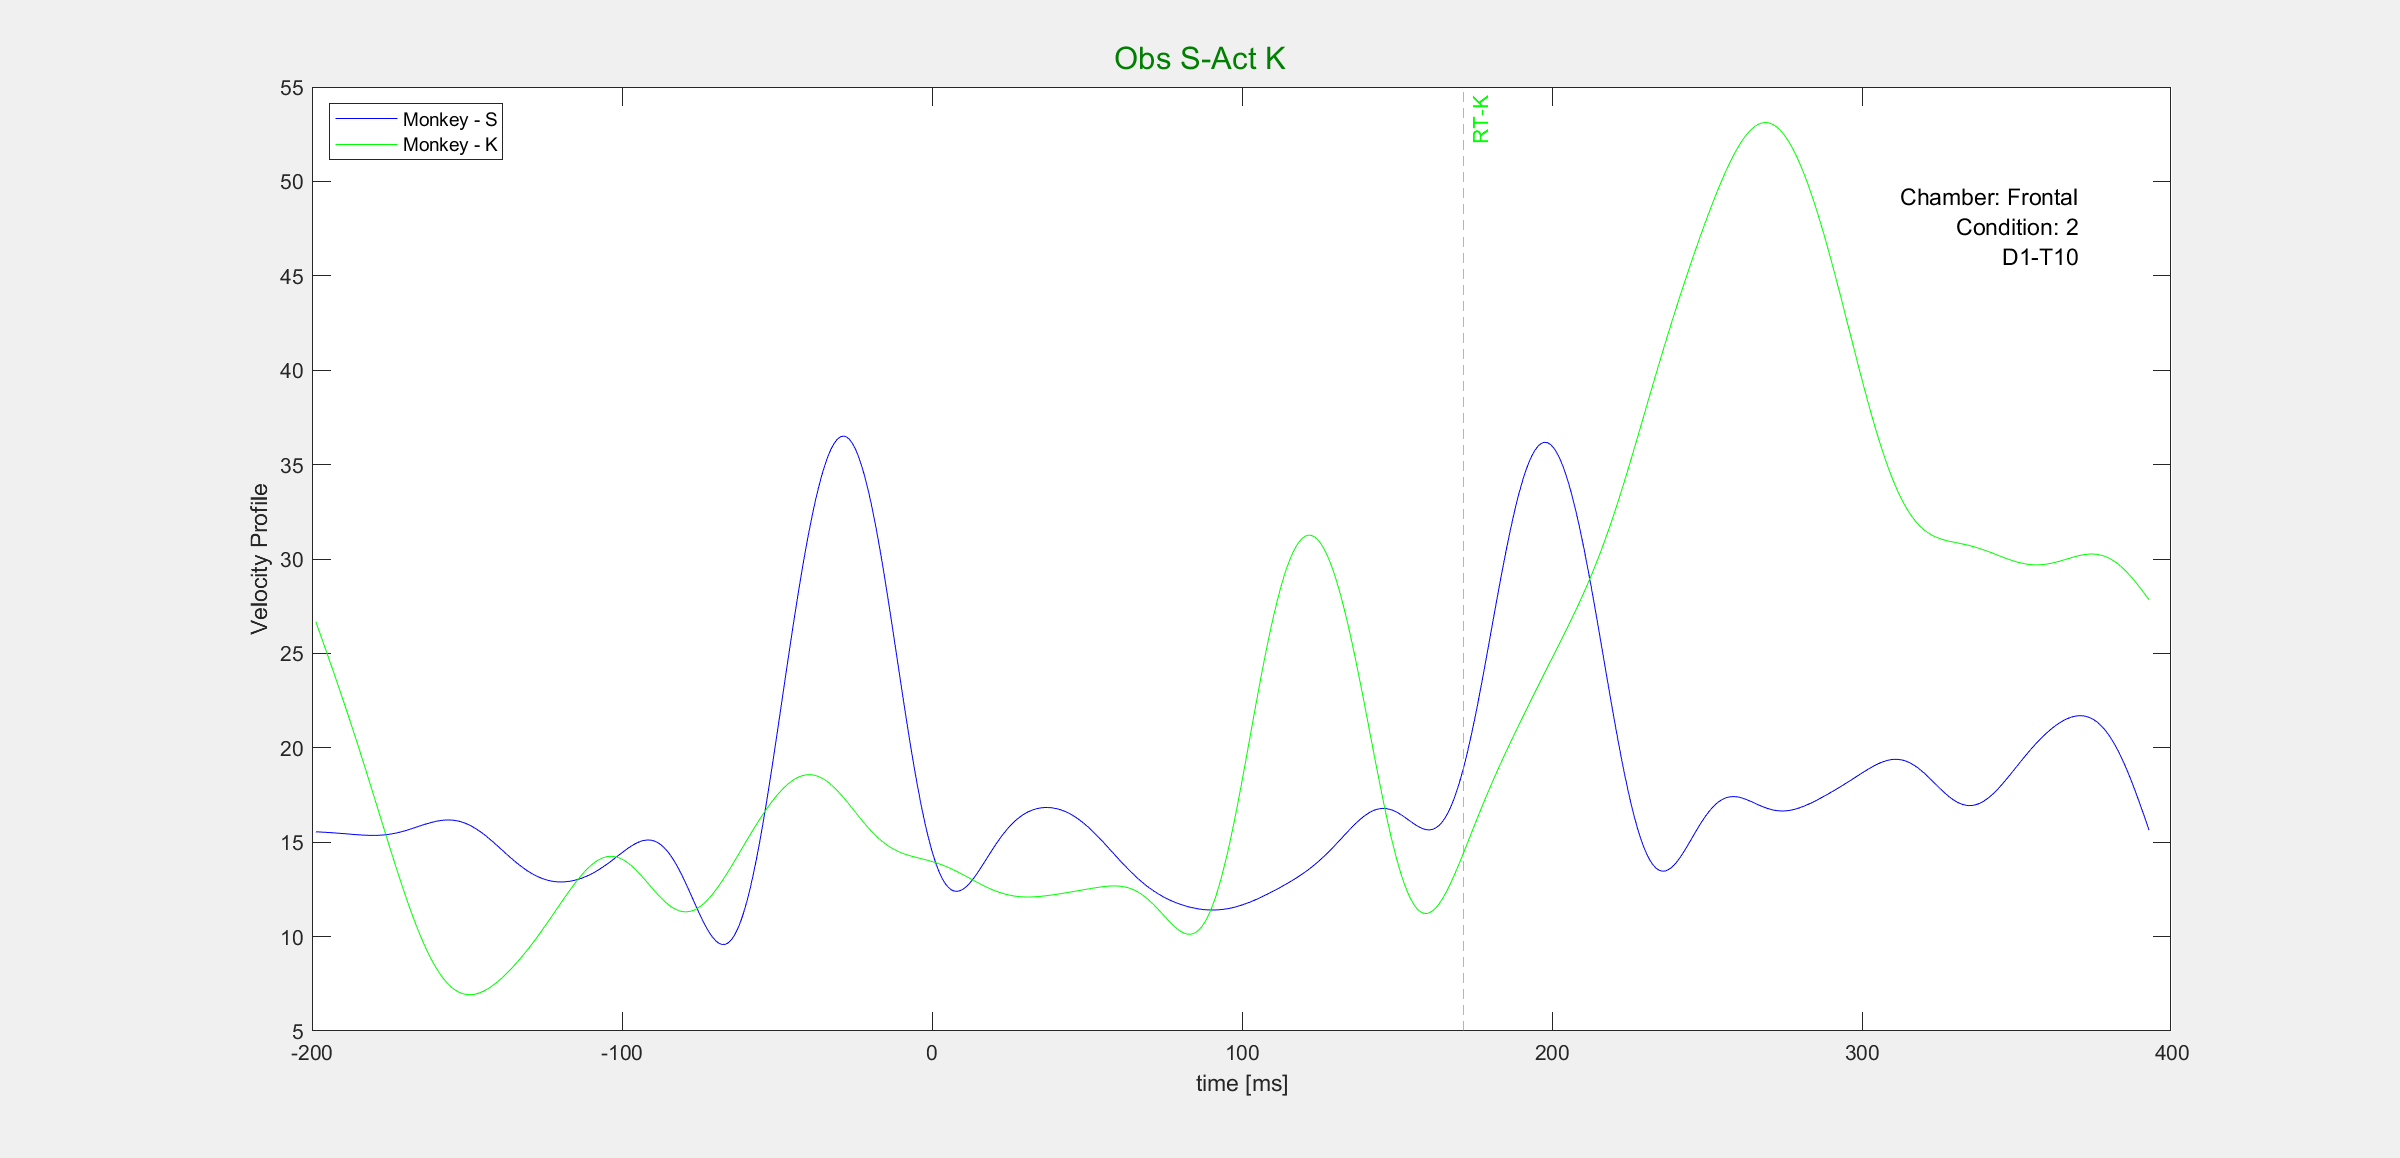 Obs S-Act K
55
50
45
40
35
30
25
20
15
10
5
Velocity Profile
Monkey - S
Monkey - K
RT-K
Chamber: Frontal
Condition: 2
D1-T10
-200 -100 0 100 200 300 400
time [ms]